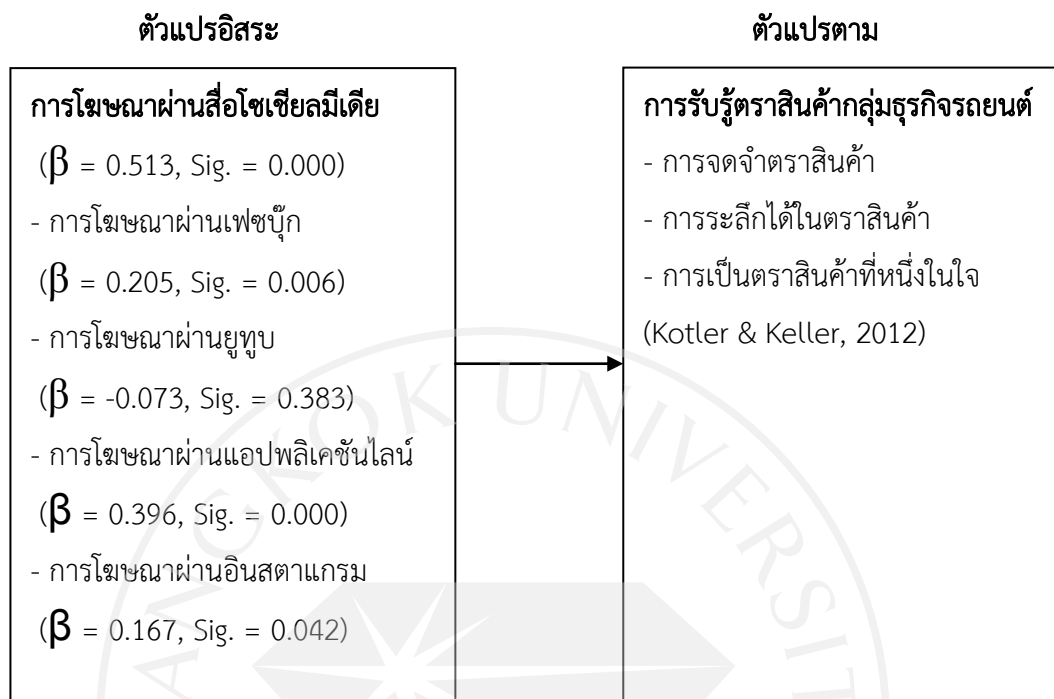 ตัวแปรอิสระ
การโฆษณาผ่านสื่อโซเชียลมีเดีย
(β = 0.513, Sig. = 0.000)
- การโฆษณาผ่านเฟซบุ๊ก
(β = 0.205, Sig. = 0.006)
- การโฆษณาผ่านยูทูบ
(β = -0.073, Sig. = 0.383)
- การโฆษณาผ่านแอปพลิเคชันไลน์
(β = 0.396, Sig. = 0.000)
- การโฆษณาผ่านอินสตาแกรม
(β = 0.167, Sig. = 0.042)
ตัวแปรตาม
การรับรู้ตราสินค้ากลุ่มธุรกิจรถยนต์
- การจดจำตราสินค้า
- การระลึกได้ในตราสินค้า
- การเป็นตราสินค้าที่หนึ่งในใจ
(Kotler & Keller, 2012)
ANGKOK UNIVERSIT